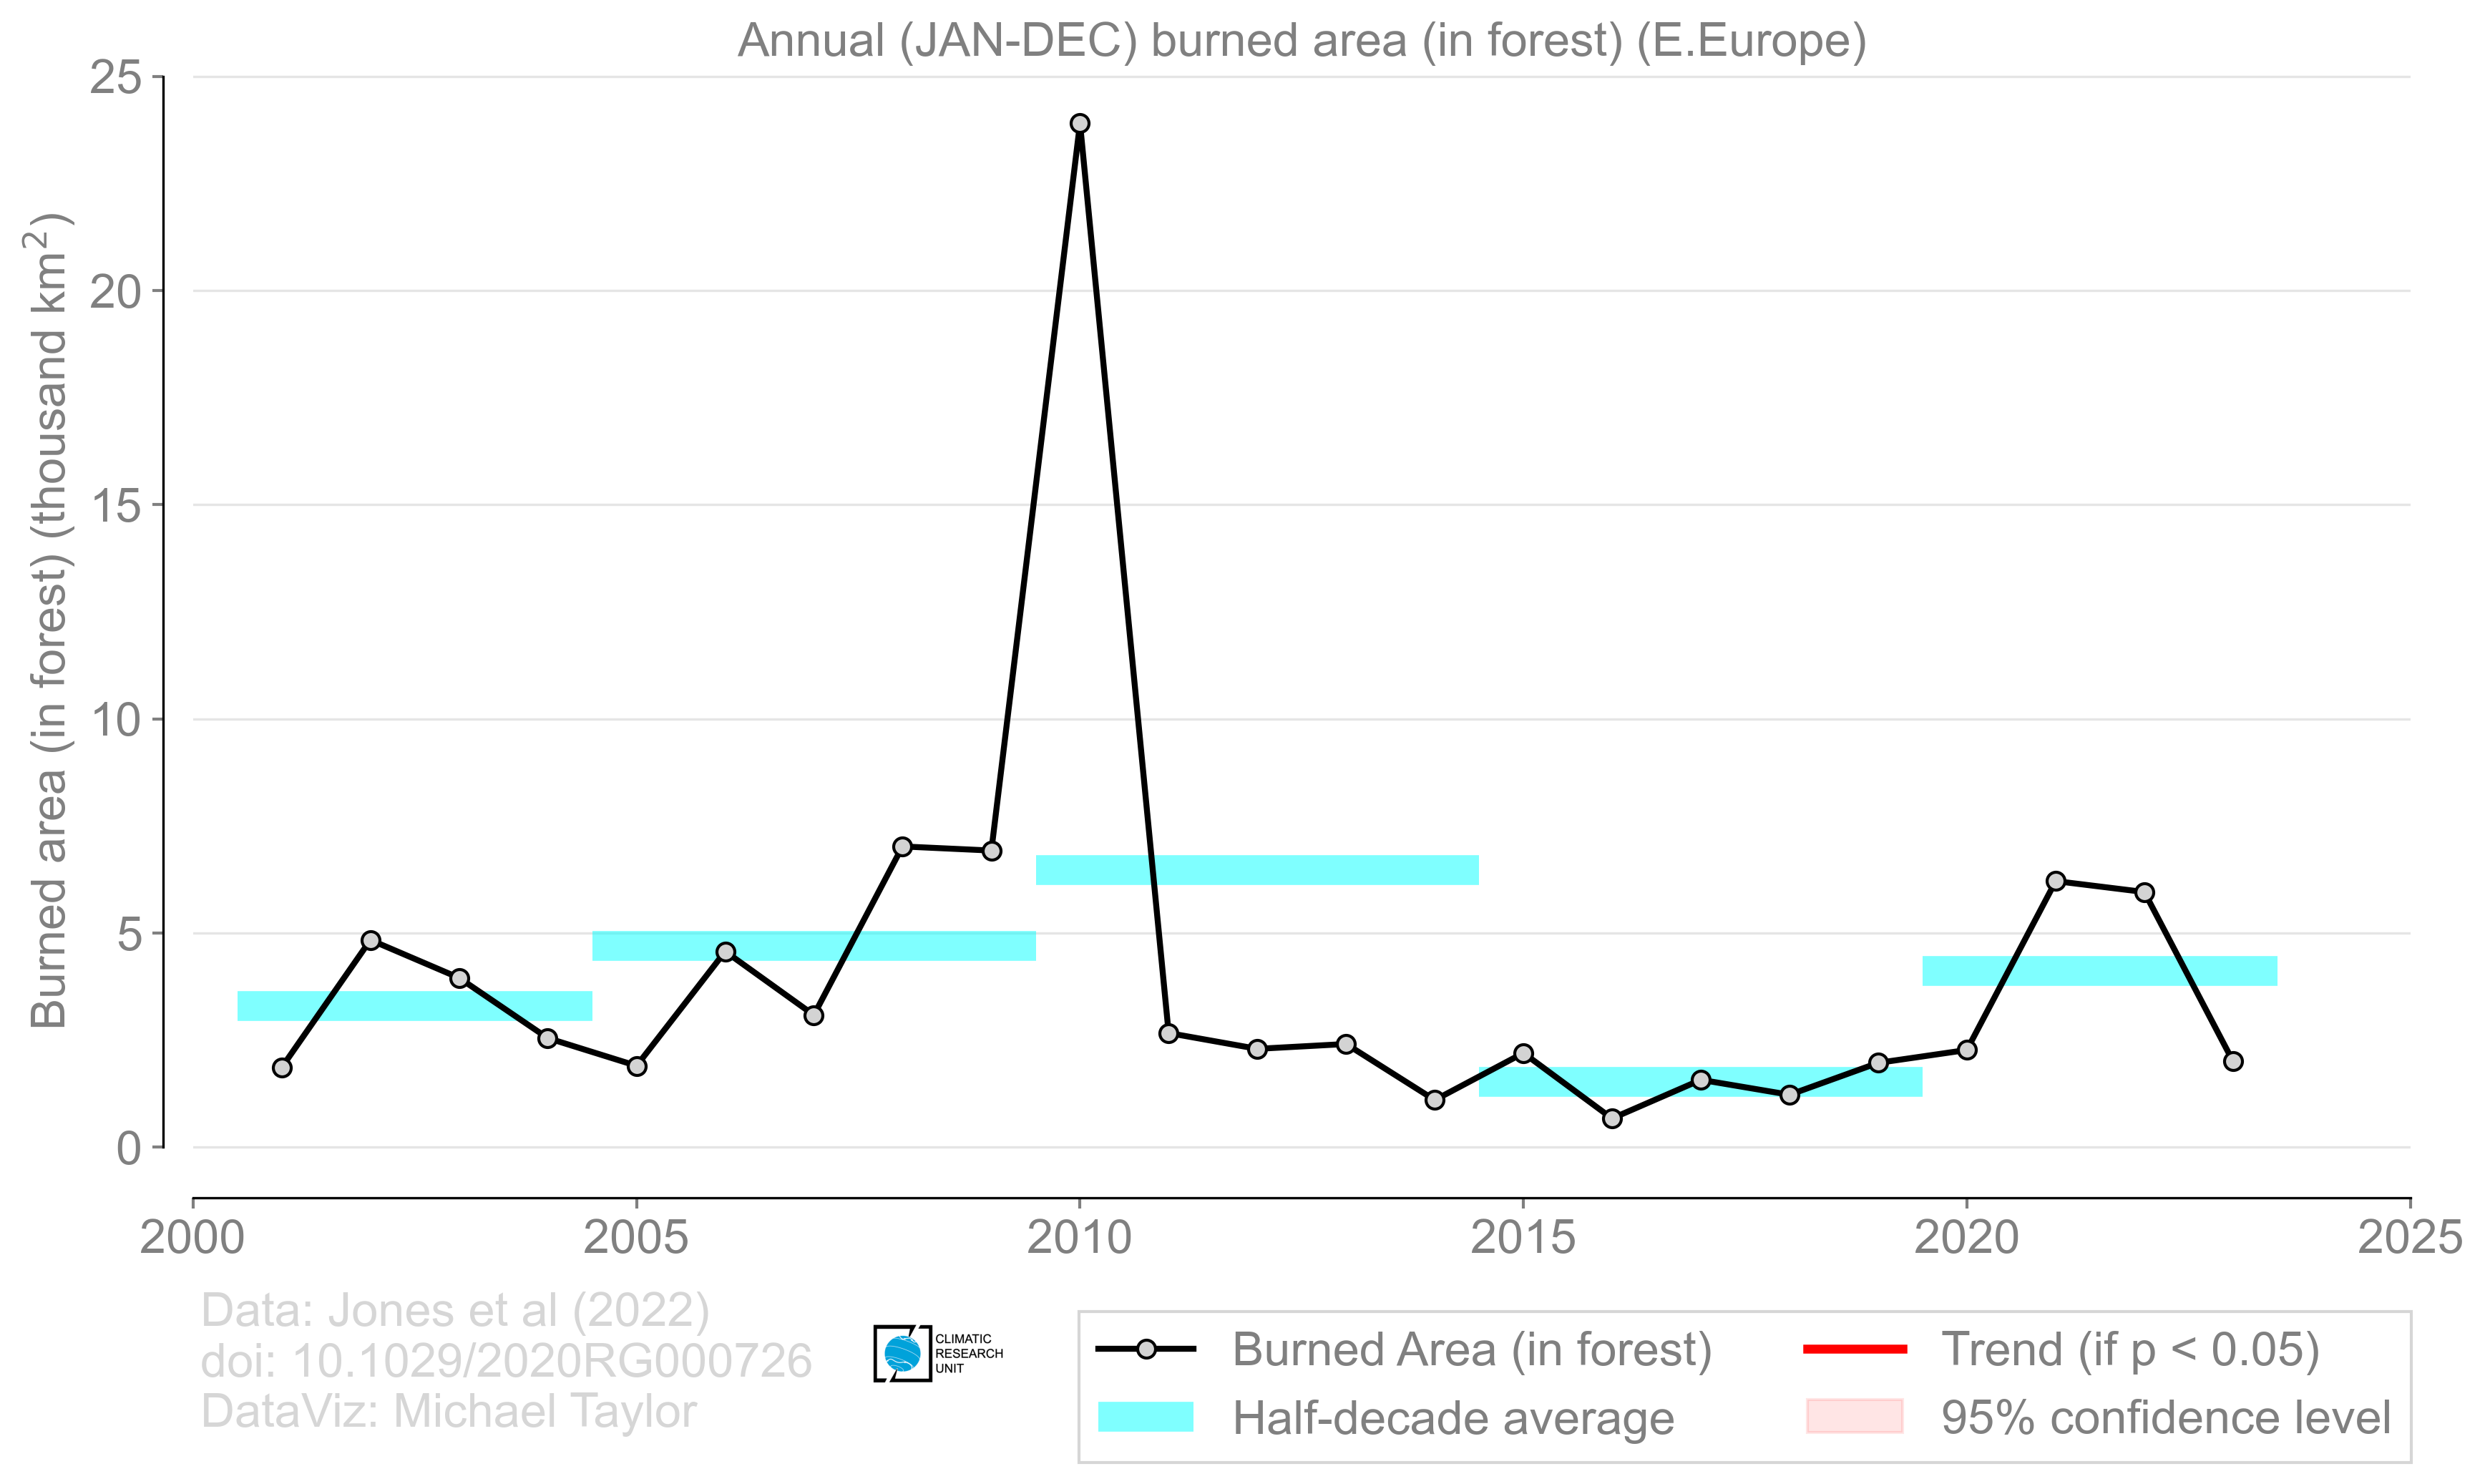 Annual (JAN-DEC) burned area (in forest) (E.Europe)
Burned area (in forest) (thousand km²)
25
20
15
10
5
0
2000
2005
2010
2015
2020
2025
Data: Jones et al (2022)
doi: 10.1029/2020RG000726
DataViz: Michael Taylor
CLIMATIC
RESEARCH
UNIT
Burned Area (in forest)
Half-decade average
Trend (if p < 0.05)
95% confidence level